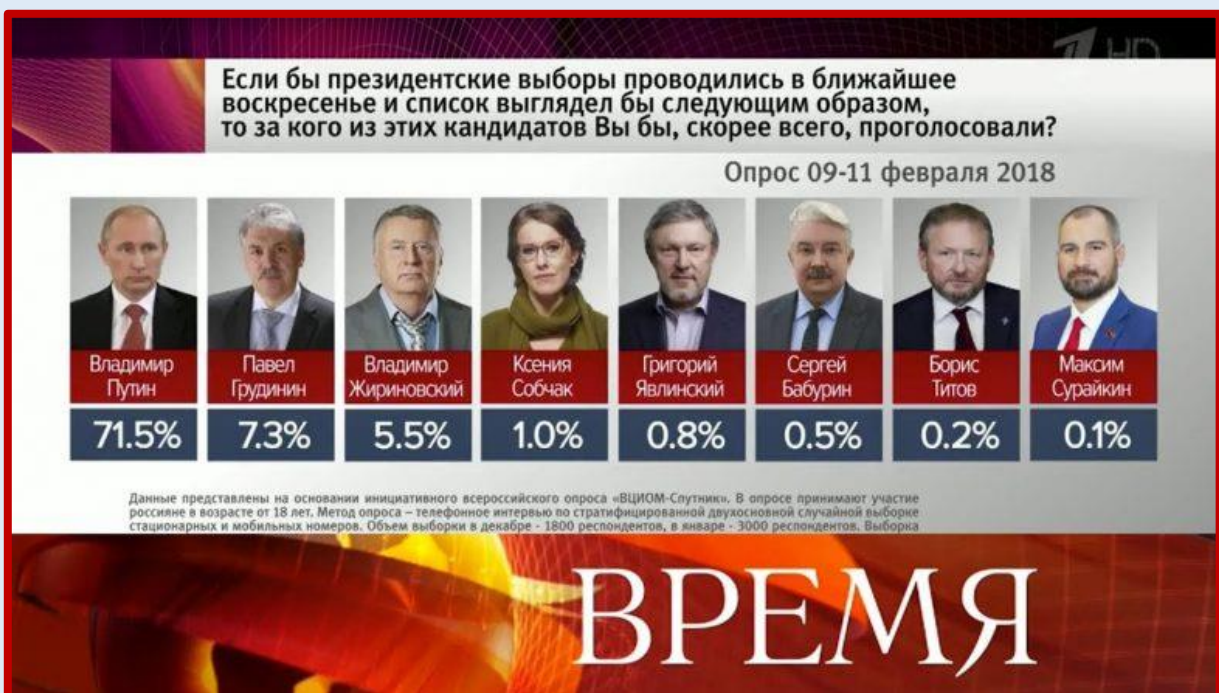 HD
Если бы президентские выборы проводились в ближайшее
воскресенье и список выглядел бы следующим образом,
то за кого из этих кандидатов Вы бы, скорее всего, проголосовали?
Опрос 09-11 февраля 2018
Владимир
Путин
71.5%
Павел
Грудинин
7.3%
Владимир
Жириновский
5.5%
Ксения
Собчак
1.0%
Григорий
Явлинский
0.8%
Сергей
Бабурин
0.5%
Борис
Титов
0.2%
Максим
Сурайкин
0.1%
Данные представлены на основании инициативного всероссийского опроса «ВЦИОМ-Спутник». В опросе принимают участие
россияне в возрасте от 18 лет. Метод опроса – телефонное интервью по стратифицированной двухосновной случайной выборке
стационарных и мобильных номеров. Объем выборки в декабре - 1800 респондентов, в январе - 3000 респондентов. Выборка
ВРЕМЯ